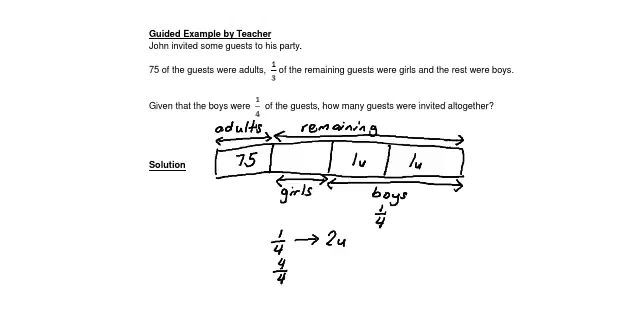 Guided Example by Teacher
John invited some guests to his party.
75 of the guests were adults, 1/3 of the remaining guests were girls and the rest were boys.
Given that the boys were 1/4 of the guests, how many guests were invited altogether?
adults remaining
Solution 75 1u 1u
girls boys
1/4
1/4 → 2u
4/4